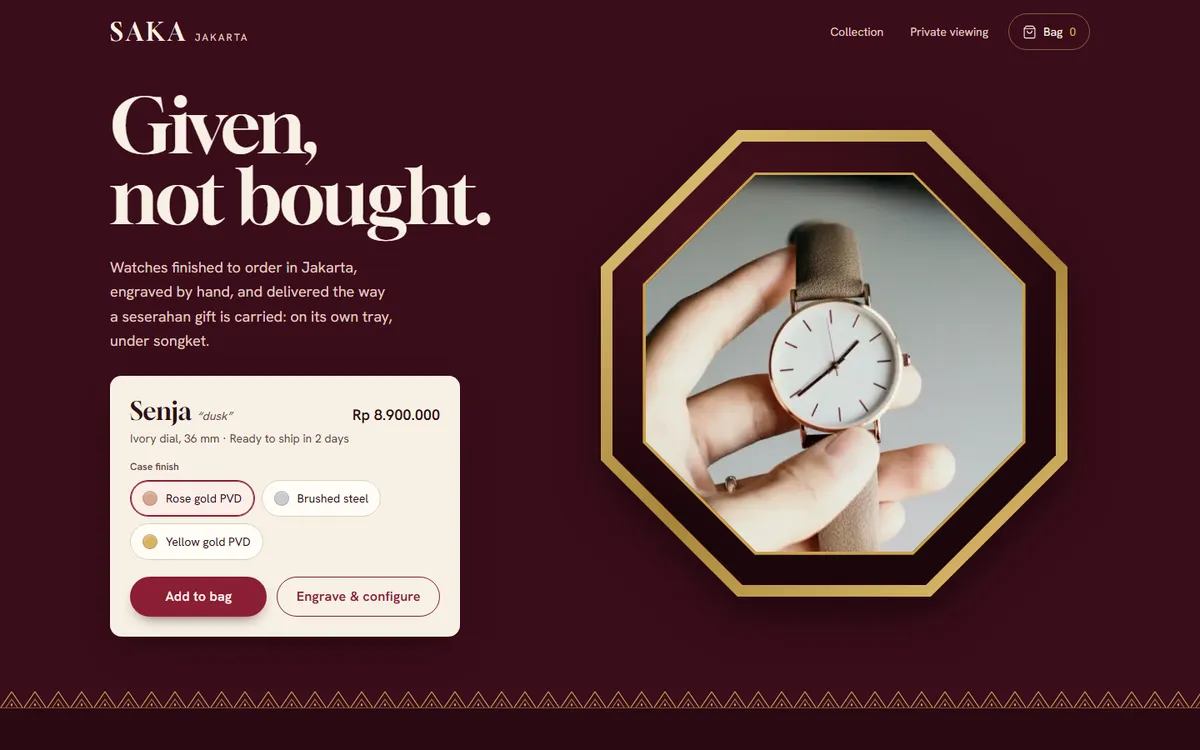 SAKA JAKARTA
Collection
Private viewing
Bag 0
Given,
not bought.
Watches finished to order in Jakarta,
engraved by hand, and delivered the way
a seserahan gift is carried: on its own tray,
under songket.
Senja “dusk” Rp 8.900.000
Ivory dial, 36 mm · Ready to ship in 2 days
Case finish
Rose gold PVD
Brushed steel
Yellow gold PVD
Add to bag
Engrave & configure